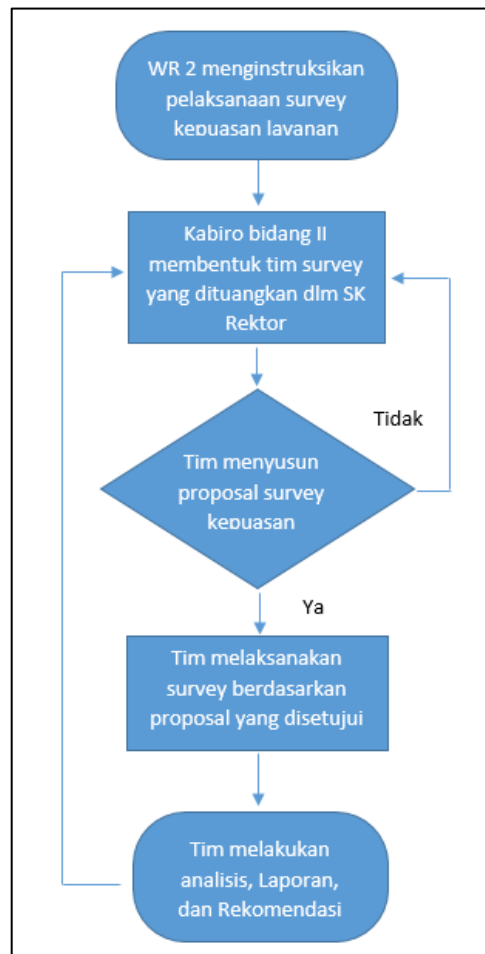 WR 2 menginstruksikan
pelaksanaan survey
kepuasan layanan
Kabiro bidang II
membentuk tim survey
yang dituangkan dlm SK
Rektor
Tidak
Tim menyusun
proposal survey
kepuasan
Ya
Tim melaksanakan
survey berdasarkan
proposal yang disetujui
Tim melakukan
analisis, Laporan,
dan Rekomendasi